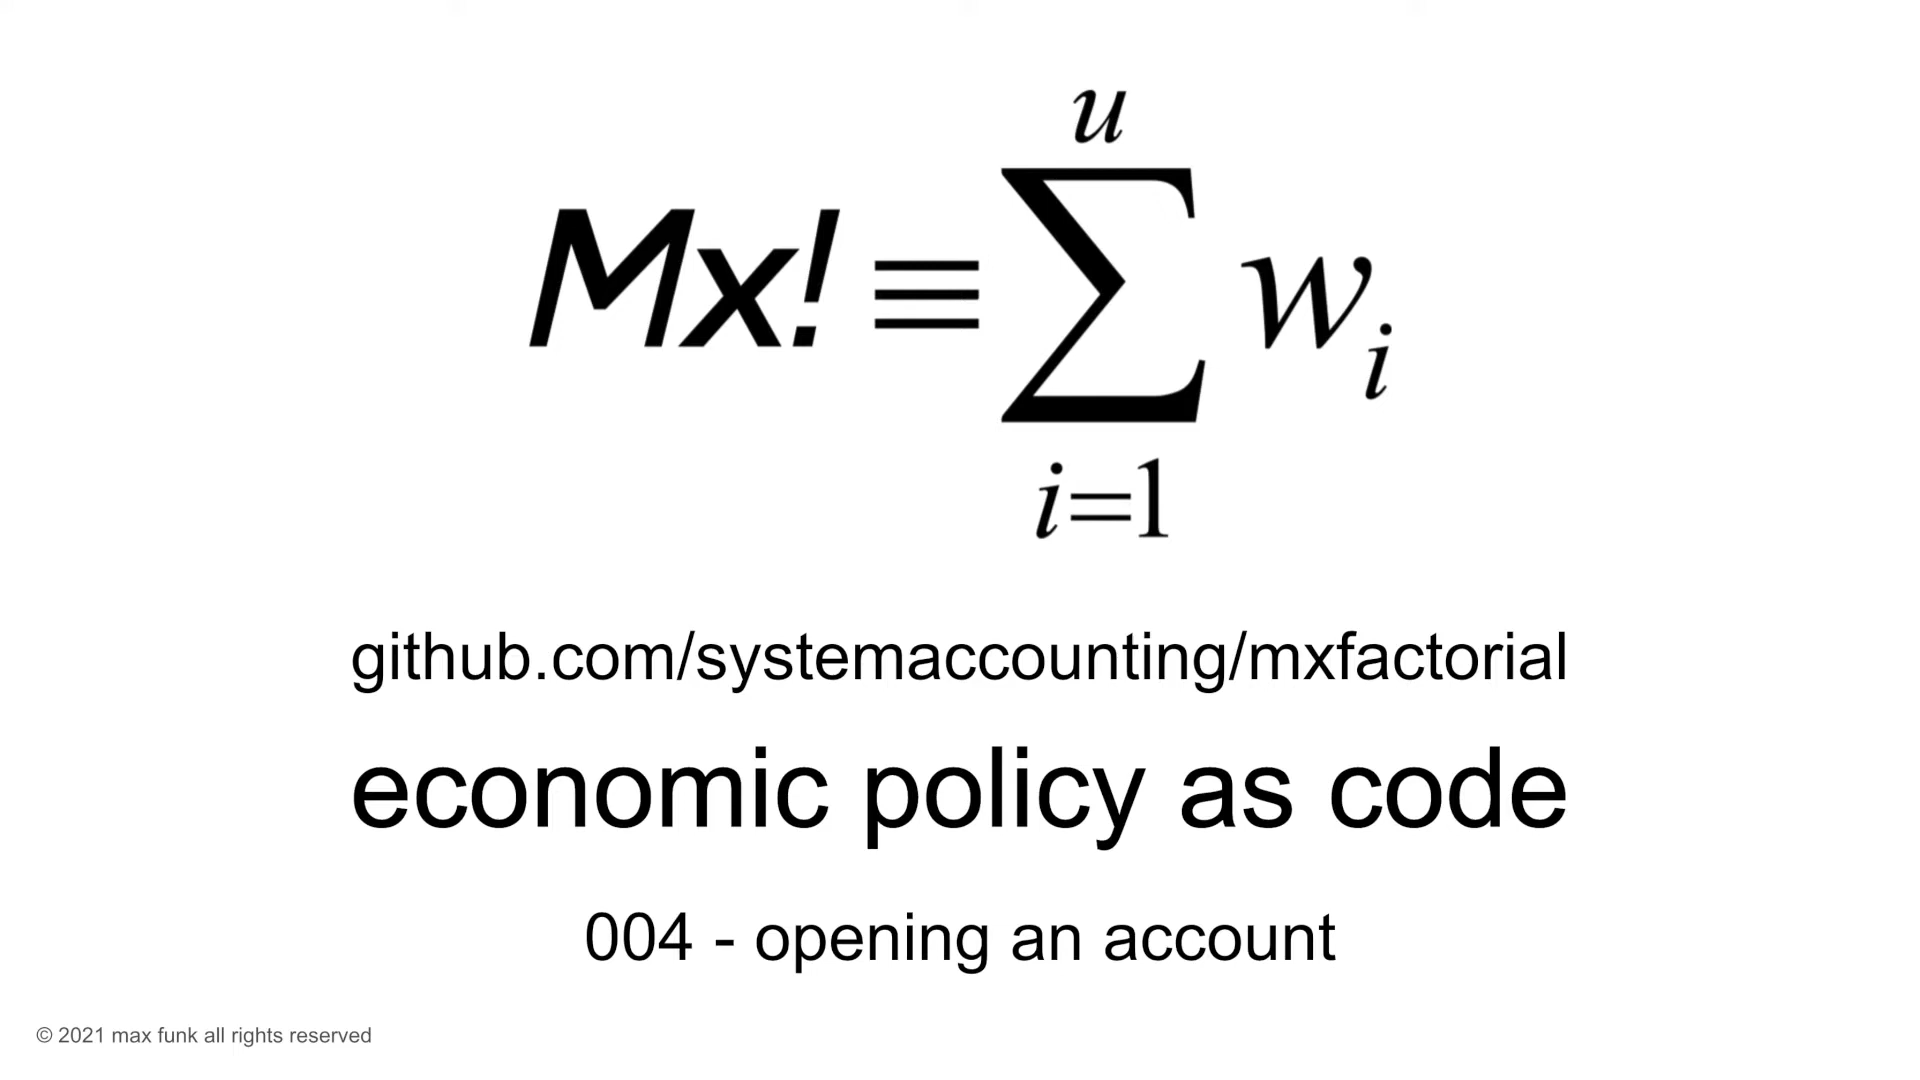 Mx! ≡ u ∑ i=1 w_i
github.com/systemaccounting/mxfactorial
economic policy as code
004 - opening an account
© 2021 max funk all rights reserved